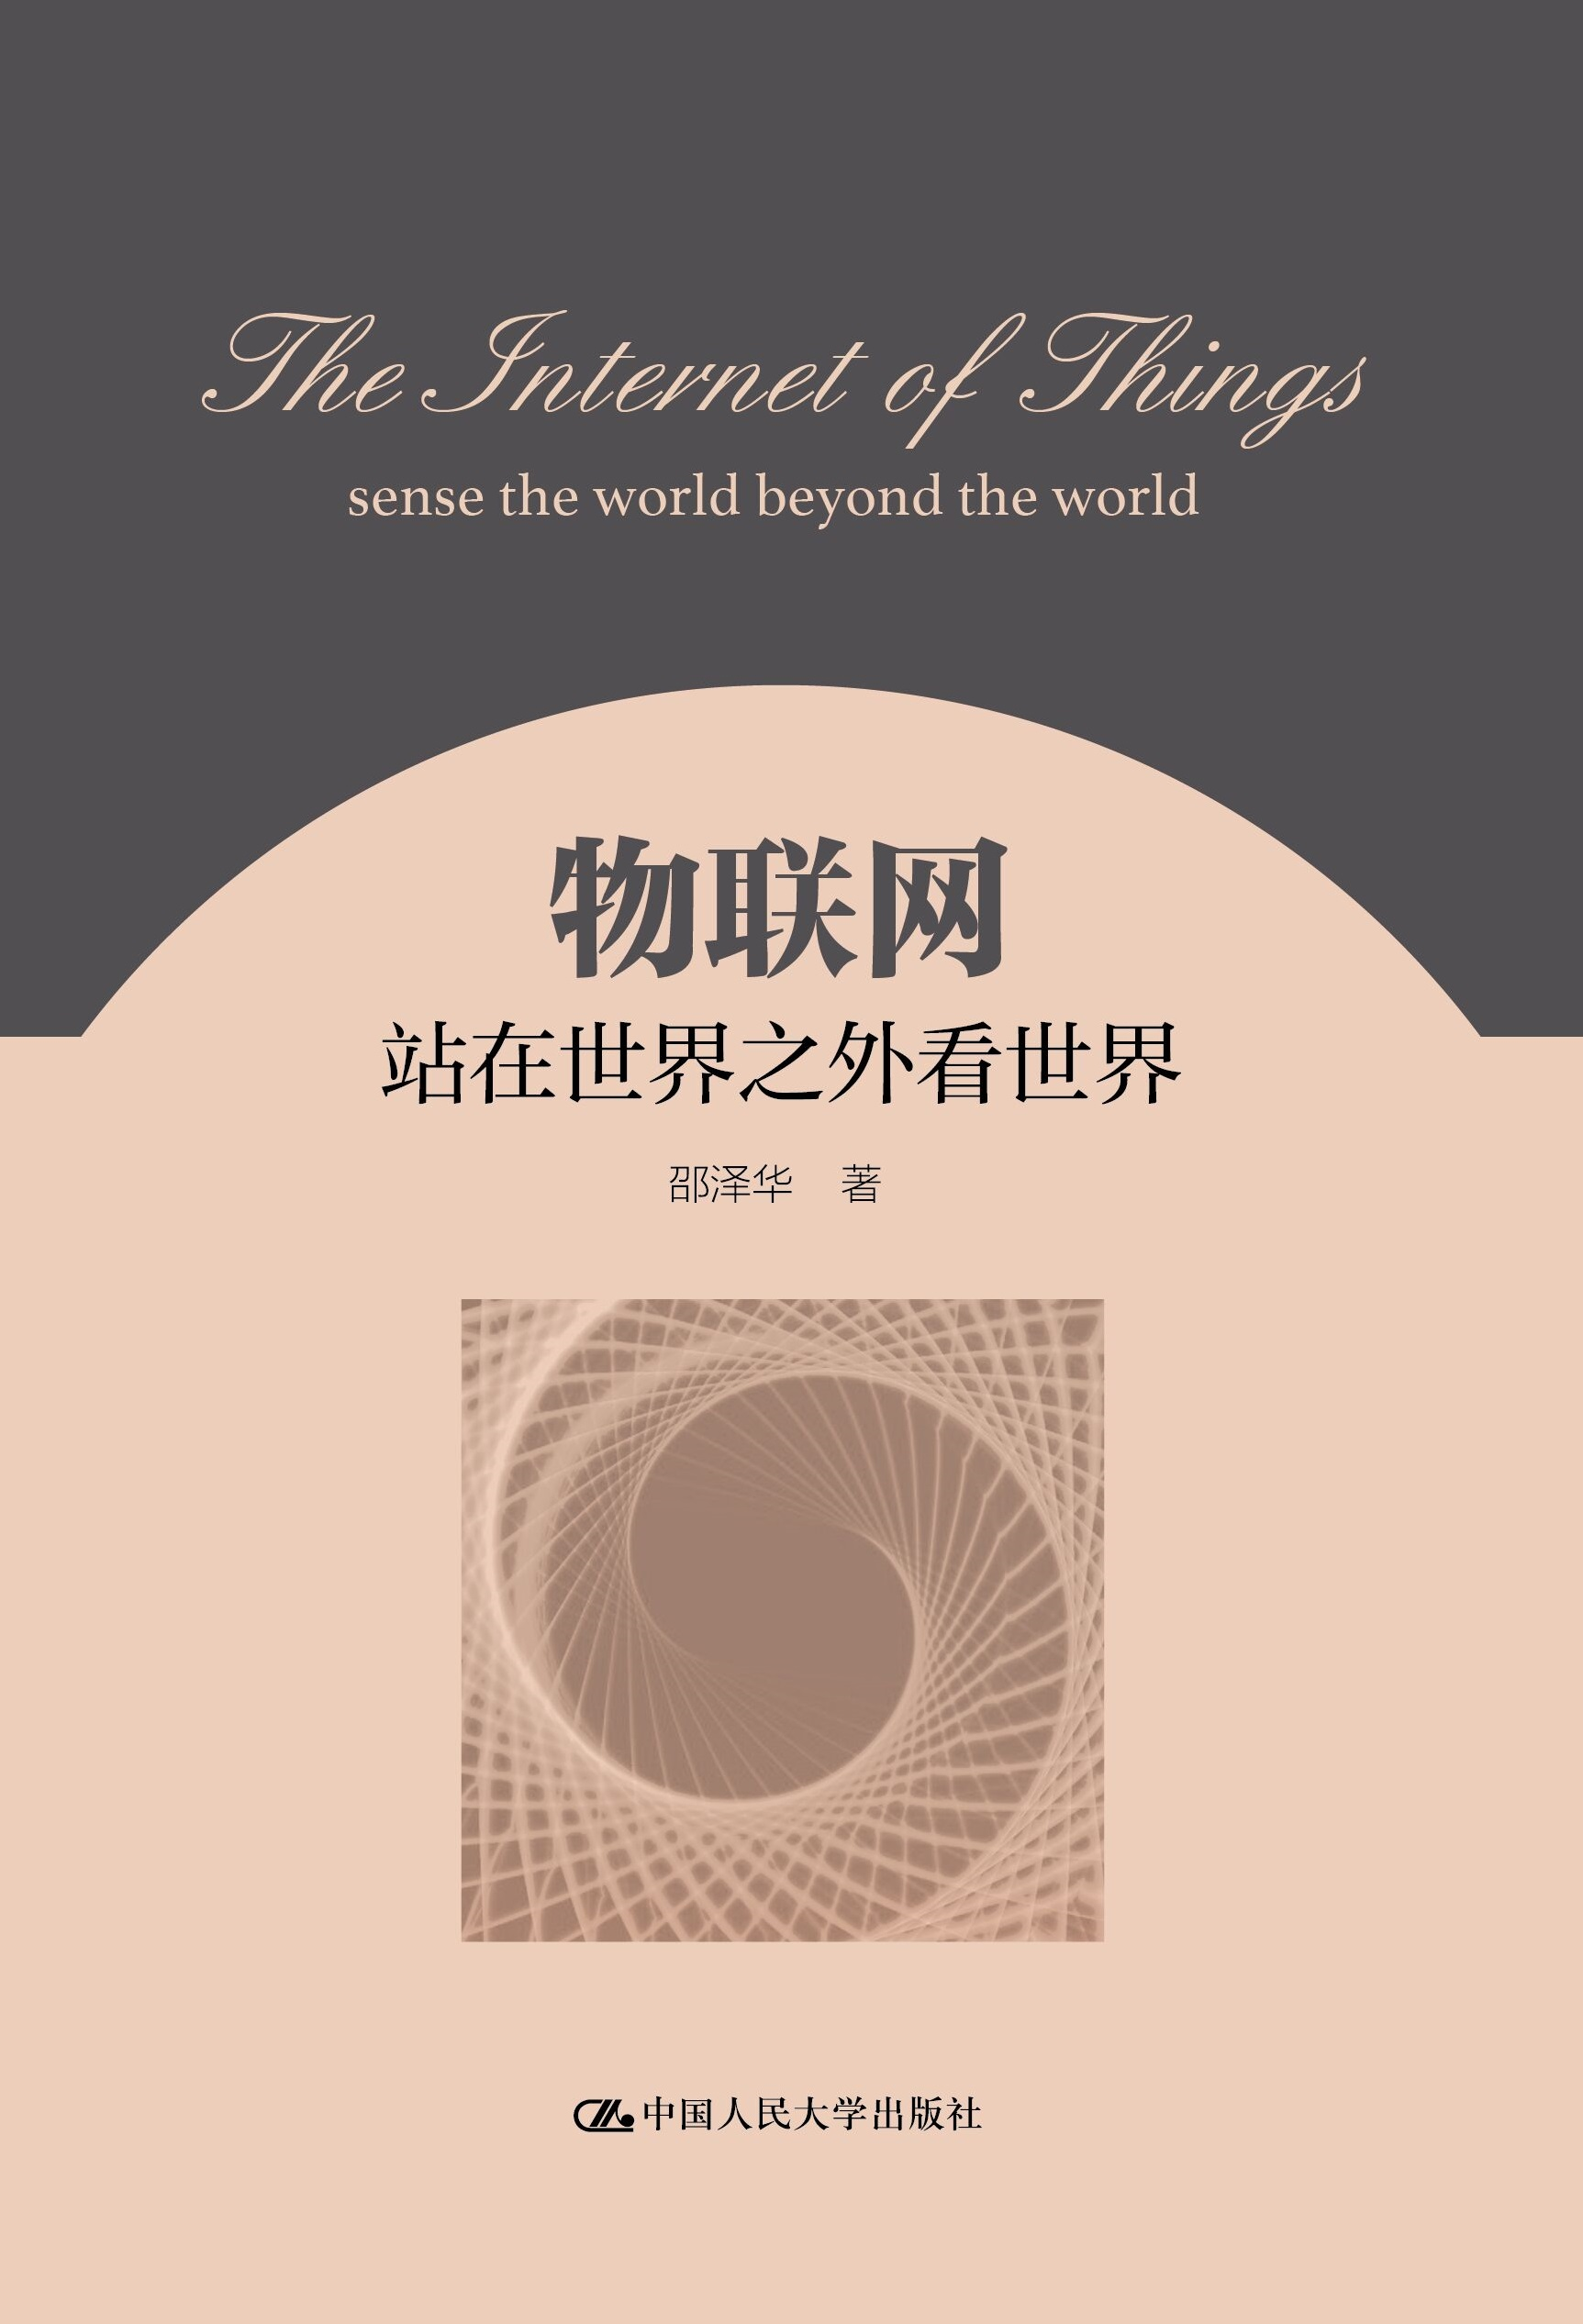 The Internet of Things
sense the world beyond the world
物联网
站在世界之外看世界
邵泽华 著
中国人民大学出版社